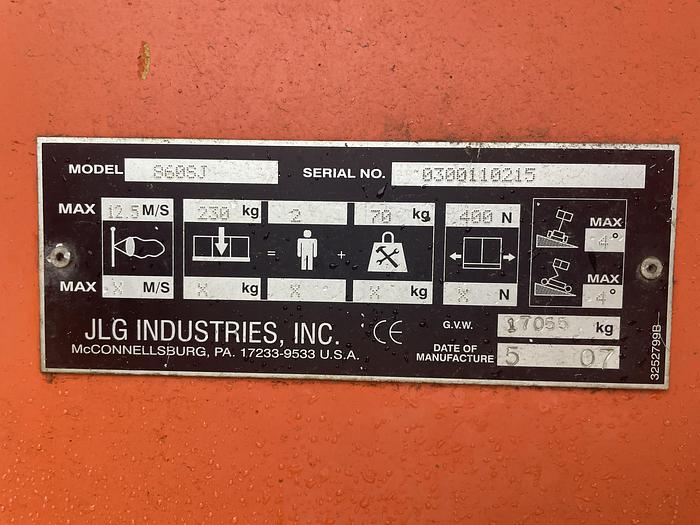 MODEL 860SJ SERIAL NO. 0300110215
MAX 12.5 M/S 230 kg 2 70 kg 400 N
MAX 4°
= +
MAX 4°
MAX X M/S X kg X X kg X N
JLG INDUSTRIES, INC. CE G.V.W. 17055 kg
McCONNELLSBURG, PA. 17233-9533 U.S.A. DATE OF MANUFACTURE 5 07
3252799B